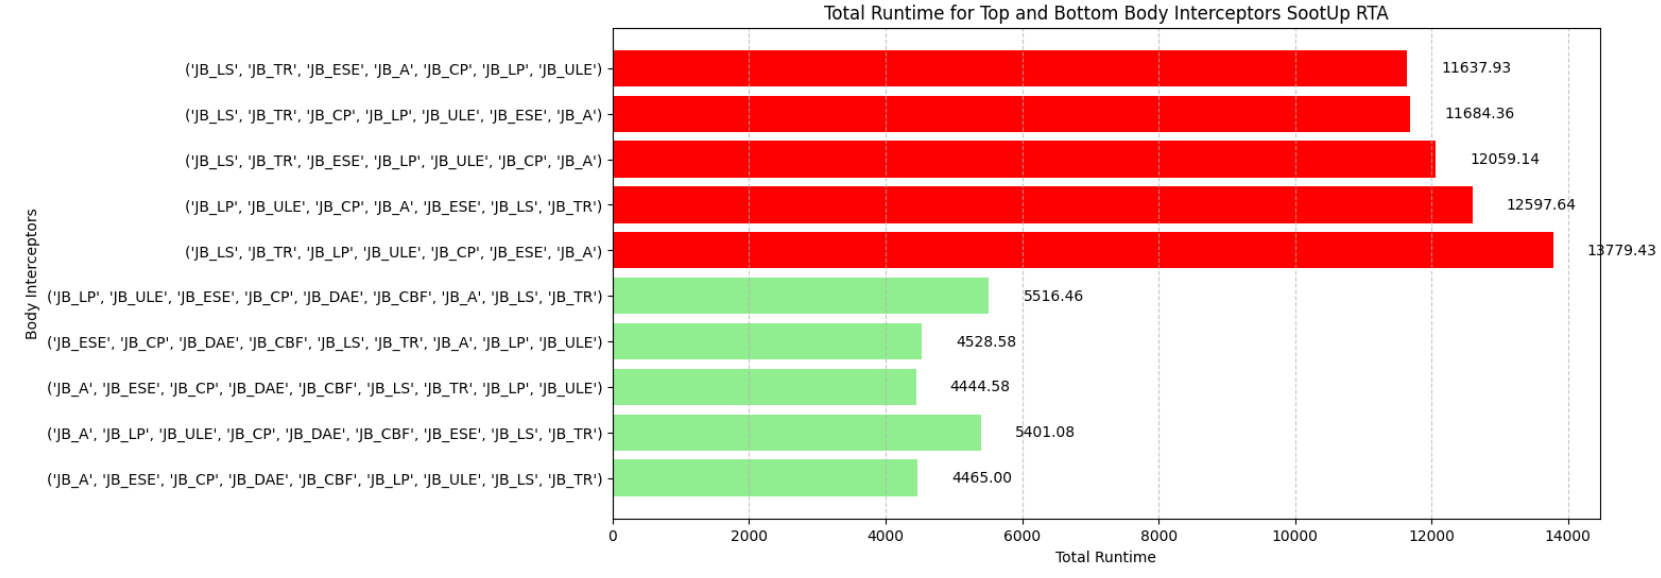 Total Runtime for Top and Bottom Body Interceptors SootUp RTA
('JB_LS', 'JB_TR', 'JB_ESE', 'JB_A', 'JB_CP', 'JB_LP', 'JB_ULE') 11637.93
('JB_LS', 'JB_TR', 'JB_CP', 'JB_LP', 'JB_ULE', 'JB_ESE', 'JB_A') 11684.36
('JB_LS', 'JB_TR', 'JB_ESE', 'JB_LP', 'JB_ULE', 'JB_CP', 'JB_A') 12059.14
('JB_LP', 'JB_ULE', 'JB_CP', 'JB_A', 'JB_ESE', 'JB_LS', 'JB_TR') 12597.64
('JB_LS', 'JB_TR', 'JB_LP', 'JB_ULE', 'JB_CP', 'JB_ESE', 'JB_A') 13779.43
('JB_LP', 'JB_ULE', 'JB_ESE', 'JB_CP', 'JB_DAE', 'JB_CBF', 'JB_A', 'JB_LS', 'JB_TR') 5516.46
('JB_ESE', 'JB_CP', 'JB_DAE', 'JB_CBF', 'JB_LS', 'JB_TR', 'JB_A', 'JB_LP', 'JB_ULE') 4528.58
('JB_A', 'JB_ESE', 'JB_CP', 'JB_DAE', 'JB_CBF', 'JB_LS', 'JB_TR', 'JB_LP', 'JB_ULE') 4444.58
('JB_A', 'JB_LP', 'JB_ULE', 'JB_CP', 'JB_DAE', 'JB_CBF', 'JB_ESE', 'JB_LS', 'JB_TR') 5401.08
('JB_A', 'JB_ESE', 'JB_CP', 'JB_DAE', 'JB_CBF', 'JB_LP', 'JB_ULE', 'JB_LS', 'JB_TR') 4465.00
Body Interceptors
0 2000 4000 6000 8000 10000 12000 14000
Total Runtime